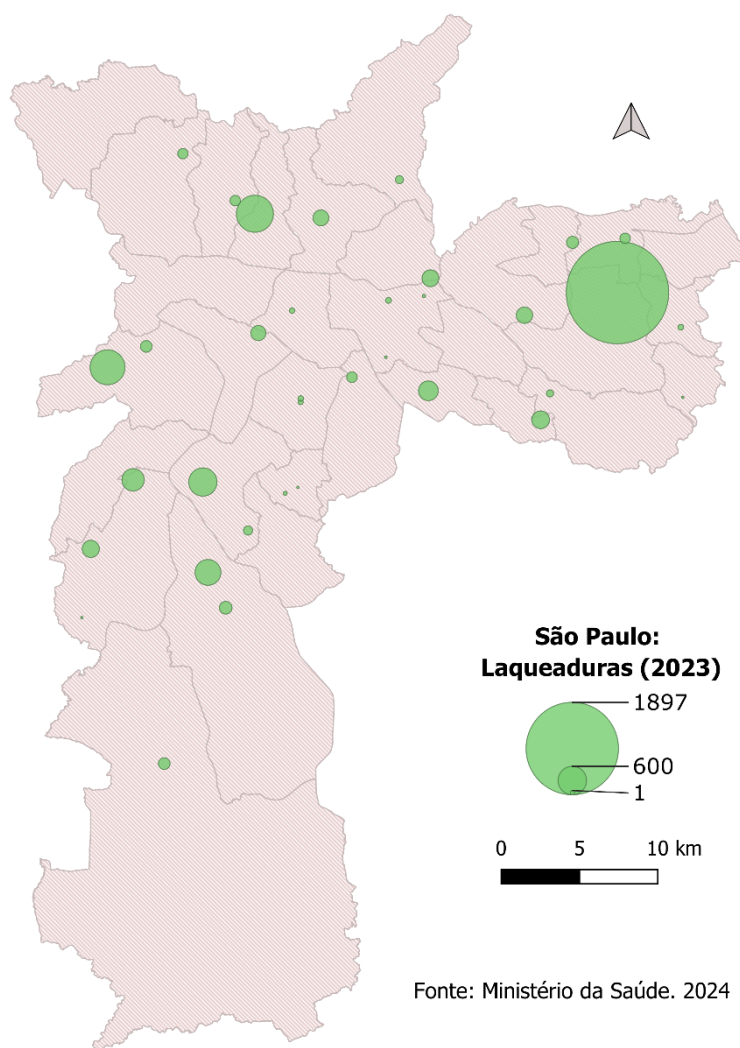 São Paulo:
Laqueaduras (2023)
1897
600
1
0 5 10 km
Fonte: Ministério da Saúde. 2024